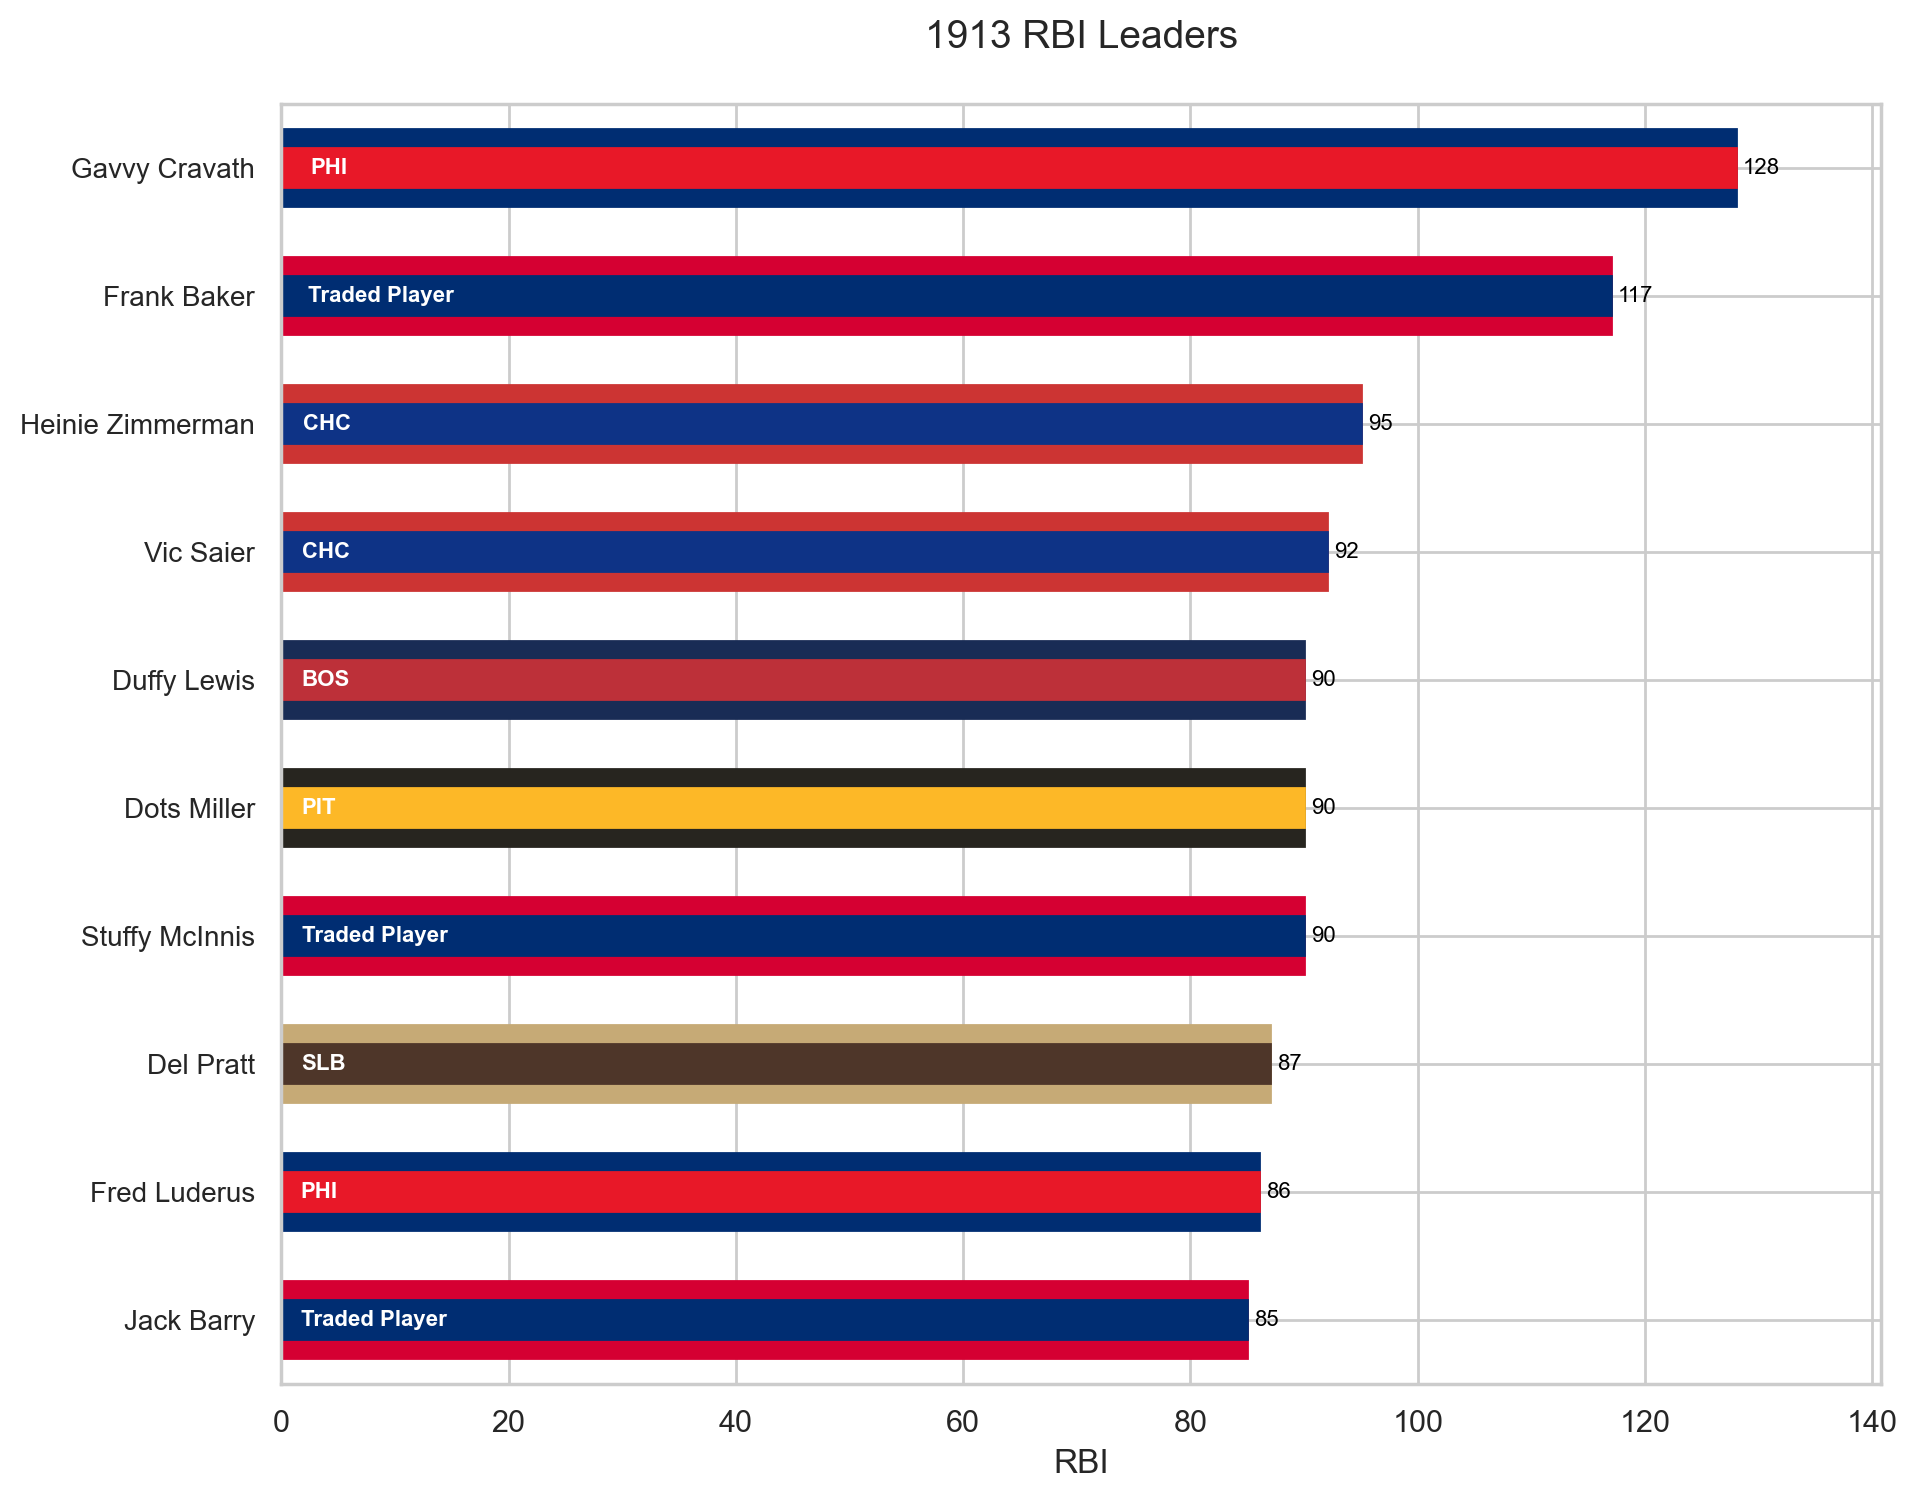 1913 RBI Leaders
Gavvy Cravath PHI 128
Frank Baker Traded Player 117
Heinie Zimmerman CHC 95
Vic Saier CHC 92
Duffy Lewis BOS 90
Dots Miller PIT 90
Stuffy McInnis Traded Player 90
Del Pratt SLB 87
Fred Luderus PHI 86
Jack Barry Traded Player 85
0 20 40 60 80 100 120 140
RBI